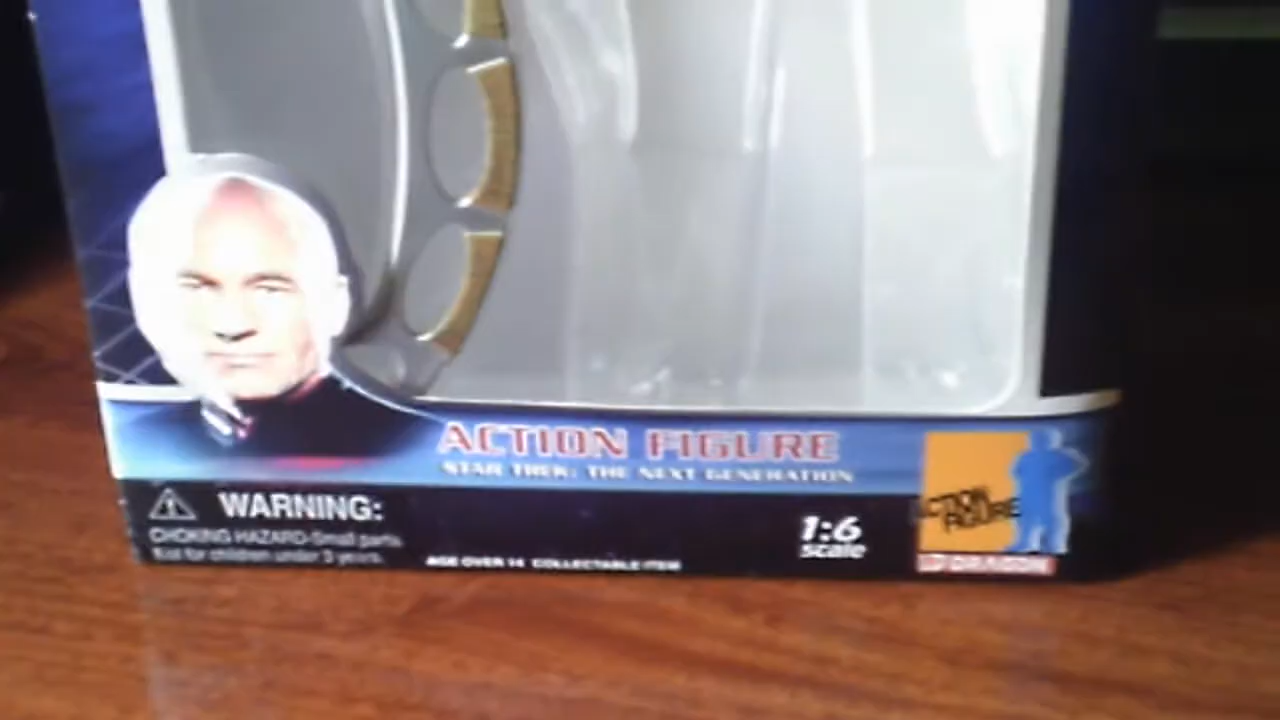 ACTION FIGURE
STAR TREK: THE NEXT GENERATION
WARNING:
CHOKING HAZARD-Small parts
Not for children under 3 years.
AGE OVER 14 COLLECTABLE ITEM
1:6
scale
ACTION
FIGURE
DRAGON